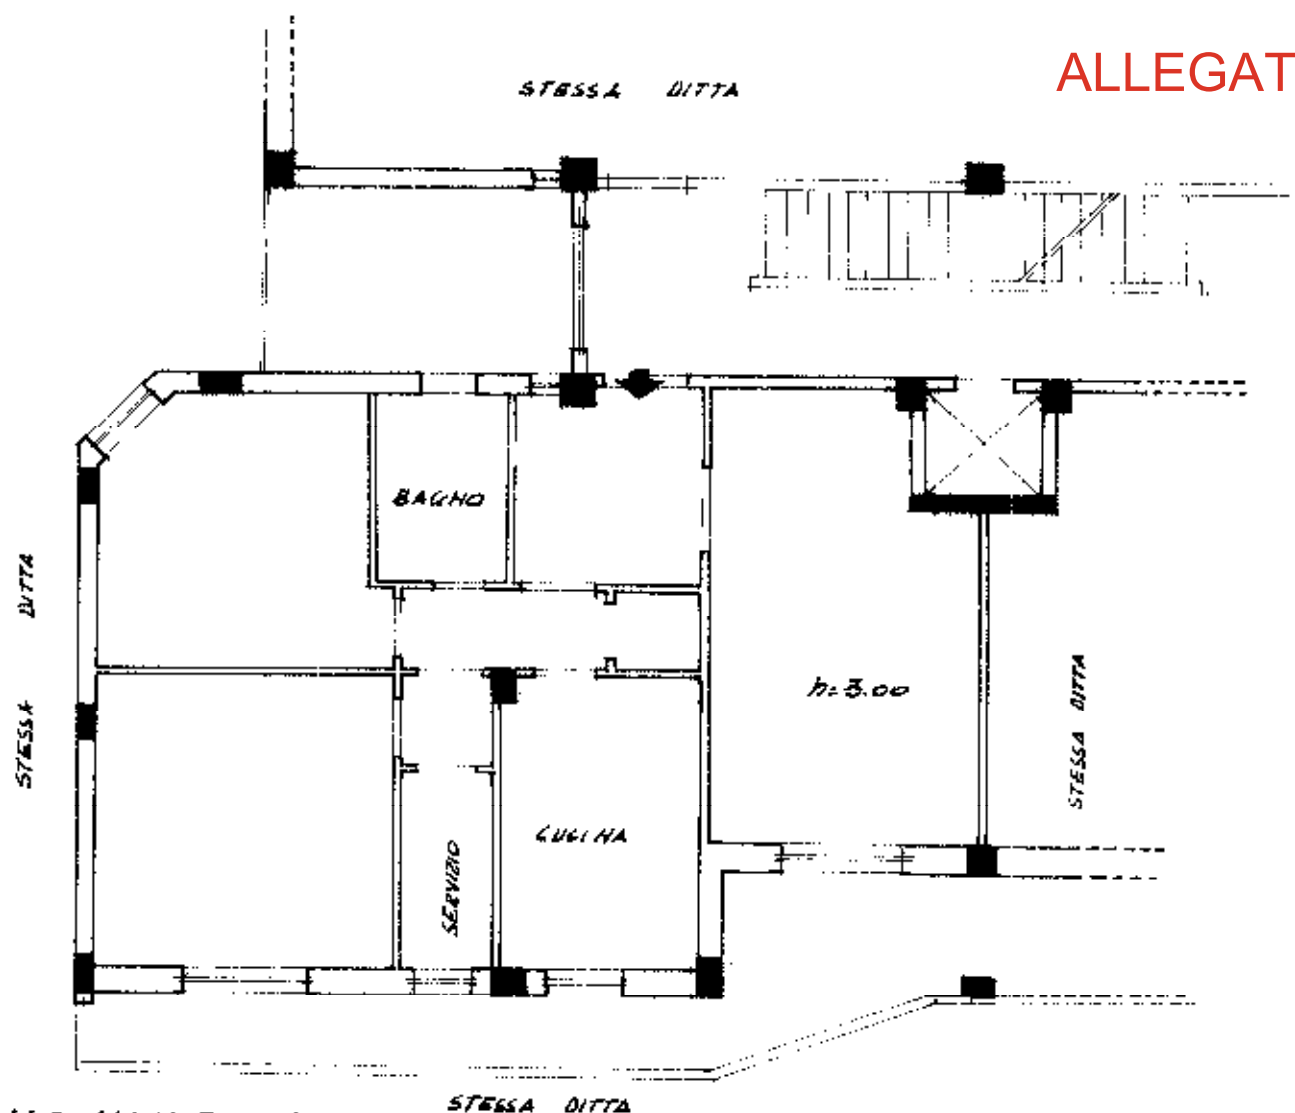 ALLEGAT
STESSA DITTA
BAGNO
STESSA DITTA
h=3.00
STESSA DITTA
CUCINA
SERVIZIO
STESSA DITTA